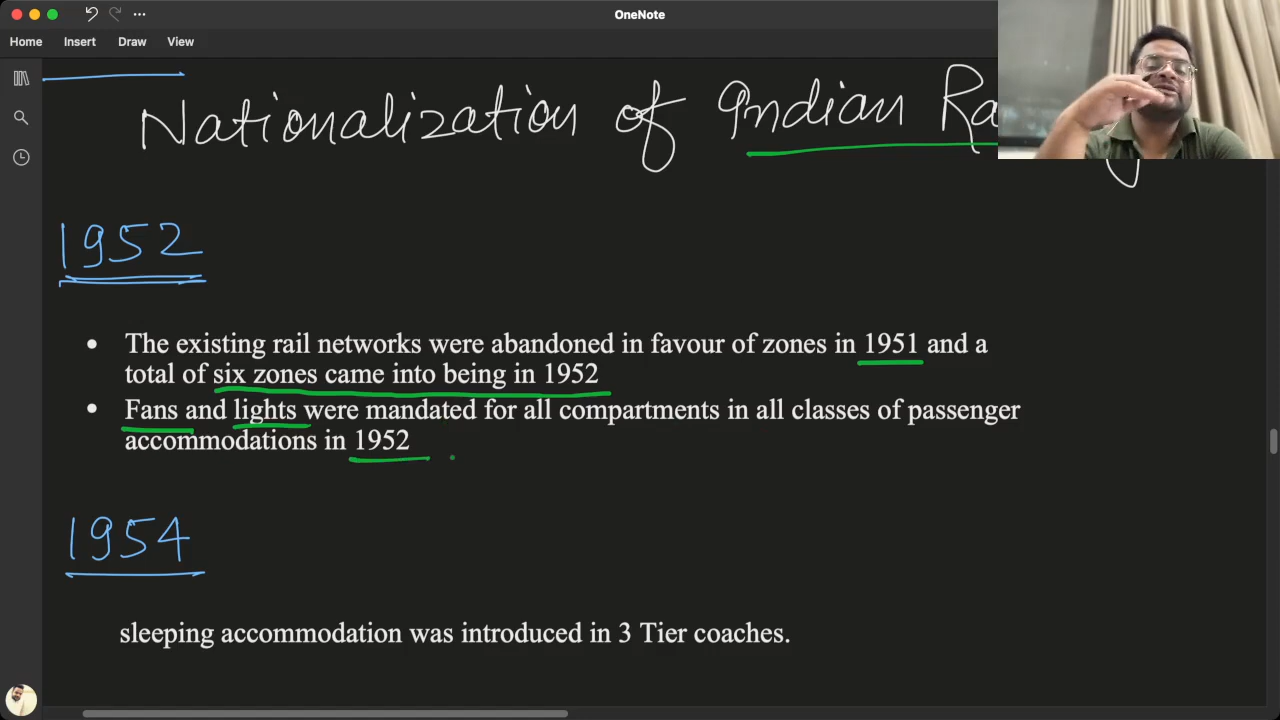 OneNote
Home Insert Draw View
Nationalization of Indian
1952
• The existing rail networks were abandoned in favour of zones in 1951 and a
total of six zones came into being in 1952
• Fans and lights were mandated for all compartments in all classes of passenger
accommodations in 1952
1954
sleeping accommodation was introduced in 3 Tier coaches.